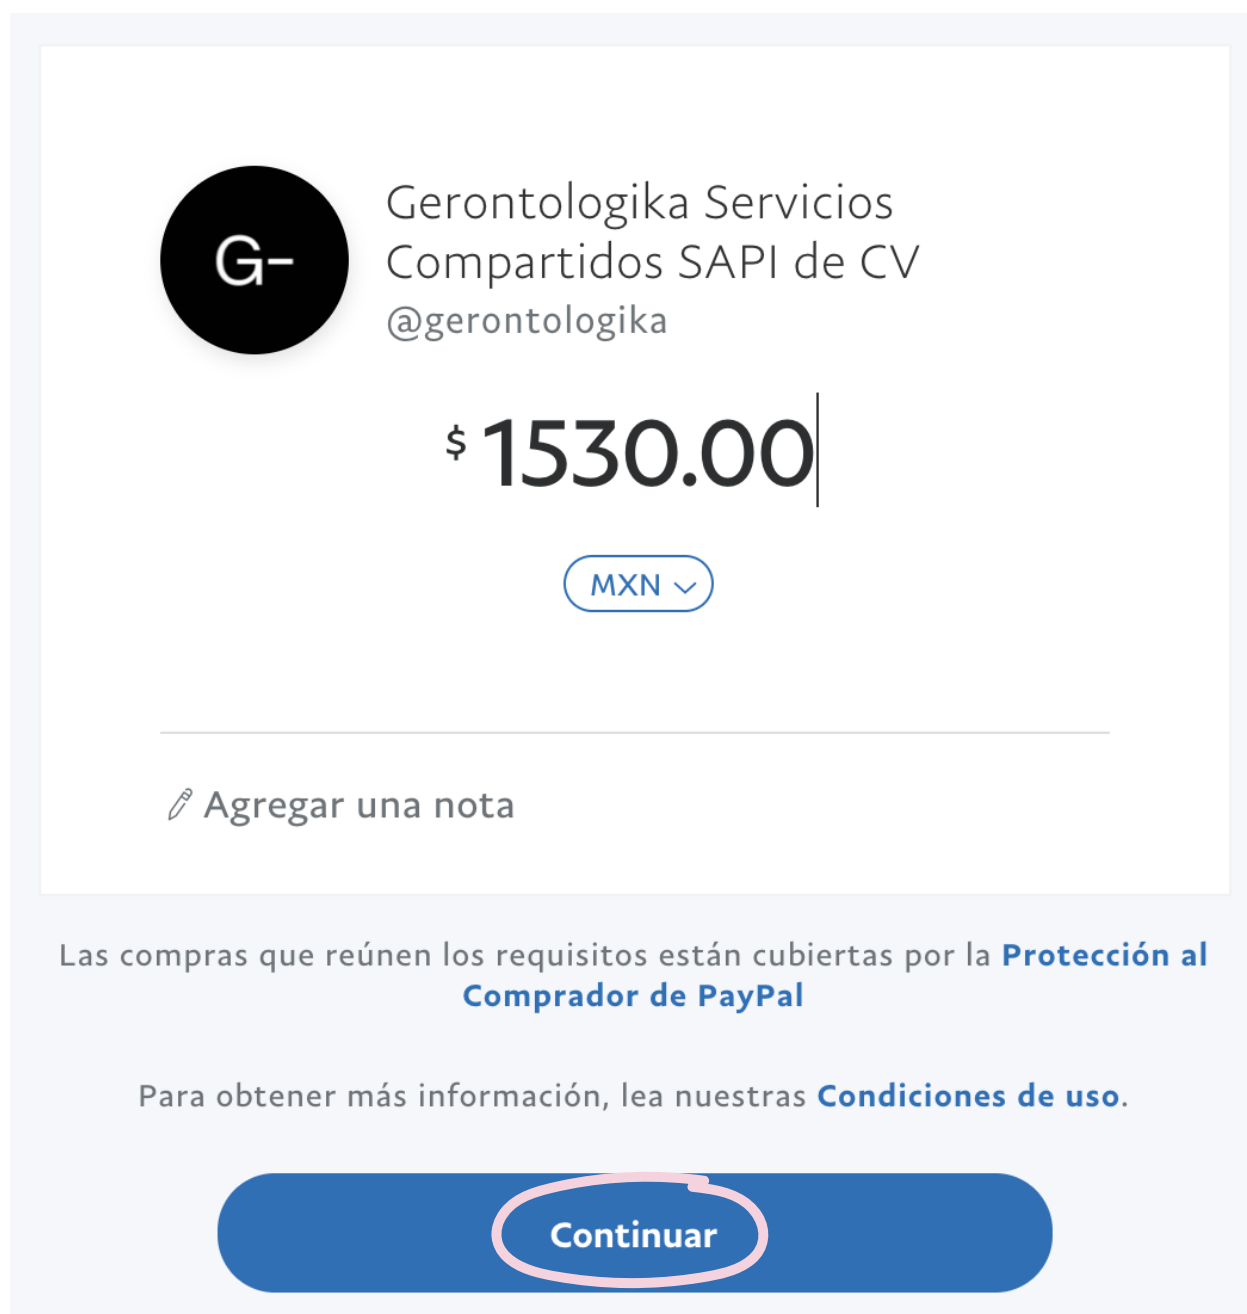 G-
Gerontologika Servicios
Compartidos SAPI de CV
@gerontologika
$ 1530.00
MXN
Agregar una nota
Las compras que reúnen los requisitos están cubiertas por la Protección al
Comprador de PayPal
Para obtener más información, lea nuestras Condiciones de uso.
Continuar